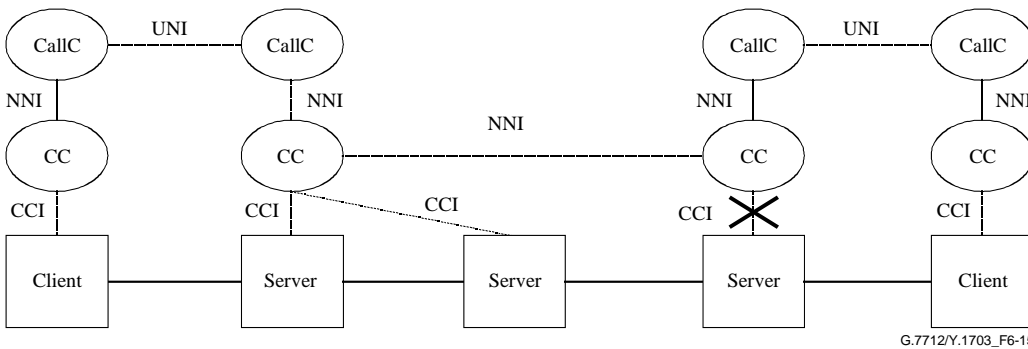 UNI UNI
CallC CallC CallC CallC
NNI NNI NNI NNI
NNI
CC CC CC CC
CCI CCI CCI CCI CCI
Client Server Server Server Client
G.7712/Y.1703_F6-15